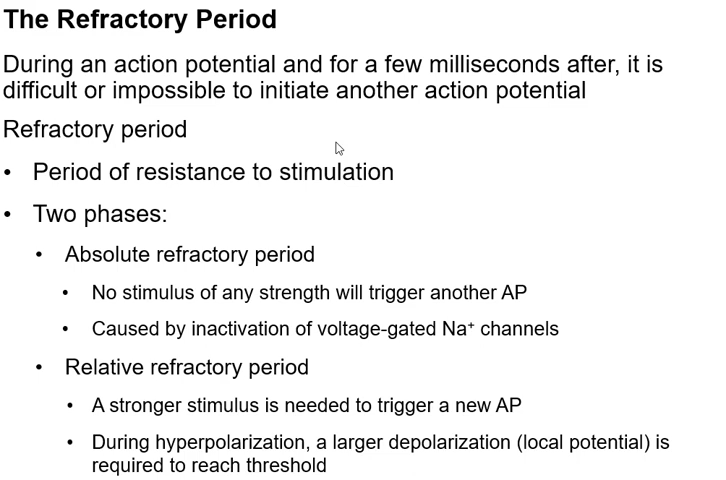 The Refractory Period
During an action potential and for a few milliseconds after, it is
difficult or impossible to initiate another action potential
Refractory period
• Period of resistance to stimulation
• Two phases:
• Absolute refractory period
• No stimulus of any strength will trigger another AP
• Caused by inactivation of voltage-gated Na⁺ channels
• Relative refractory period
• A stronger stimulus is needed to trigger a new AP
• During hyperpolarization, a larger depolarization (local potential) is
required to reach threshold